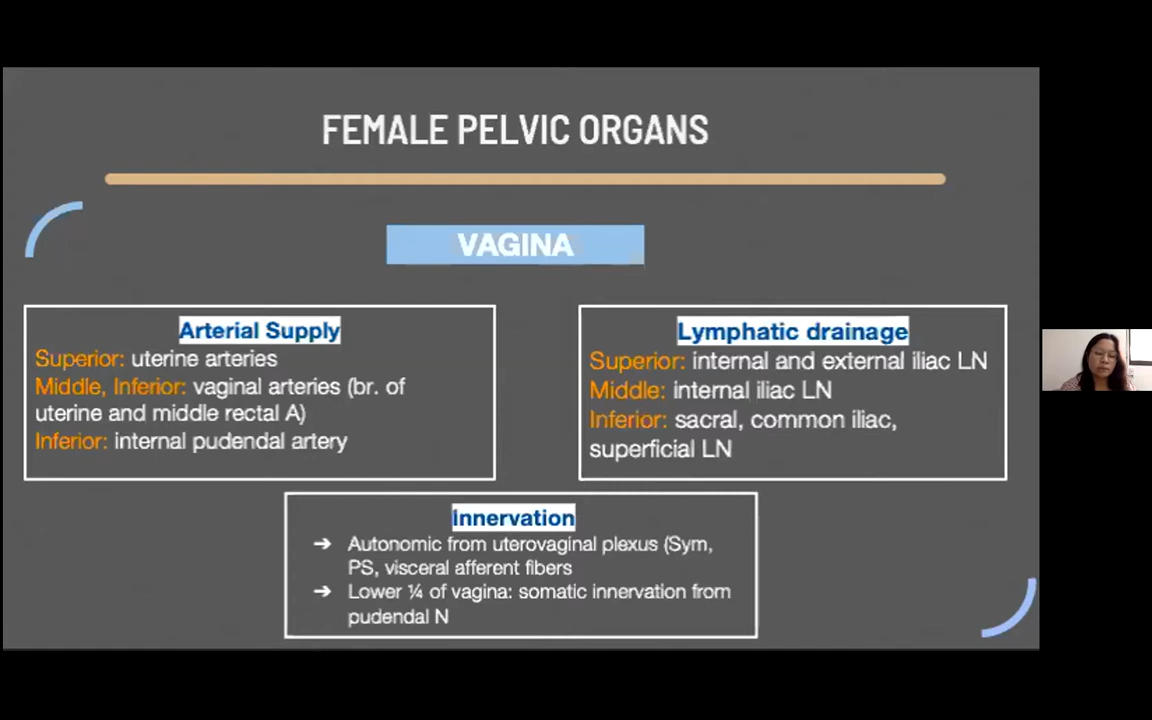 FEMALE PELVIC ORGANS
VAGINA
Arterial Supply
Superior: uterine arteries
Middle, Inferior: vaginal arteries (br. of
uterine and middle rectal A)
Inferior: internal pudendal artery
Lymphatic drainage
Superior: internal and external iliac LN
Middle: internal iliac LN
Inferior: sacral, common iliac,
superficial LN
Innervation
➔ Autonomic from uterovaginal plexus (Sym,
PS, visceral afferent fibers
➔ Lower ¼ of vagina: somatic innervation from
pudendal N